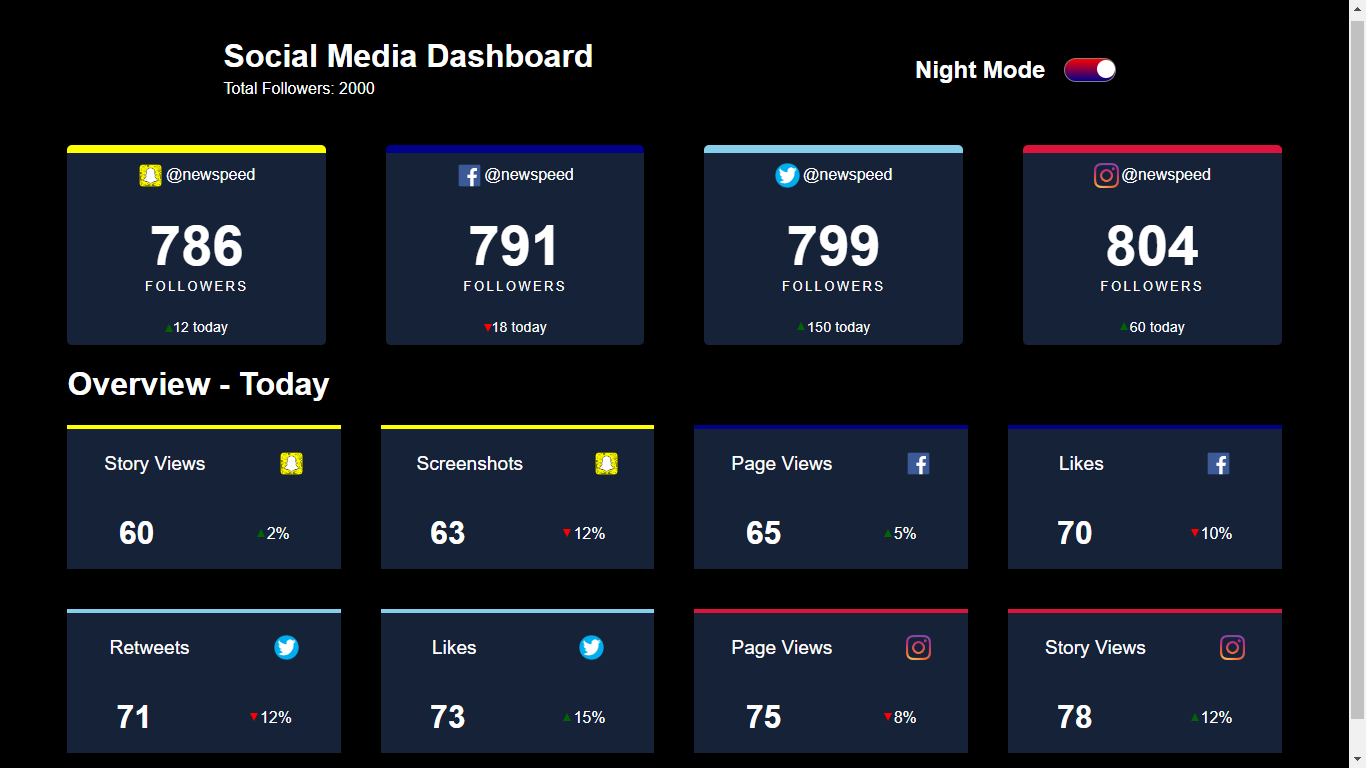 Social Media Dashboard
Total Followers: 2000
Night Mode
@newspeed
786
FOLLOWERS
▲12 today
@newspeed
791
FOLLOWERS
▼18 today
@newspeed
799
FOLLOWERS
▲150 today
@newspeed
804
FOLLOWERS
▲60 today
Overview - Today
Story Views
60
▲2%
Screenshots
63
▼12%
Page Views
65
▲5%
Likes
70
▼10%
Retweets
71
▼12%
Likes
73
▲15%
Page Views
75
▼8%
Story Views
78
▲12%